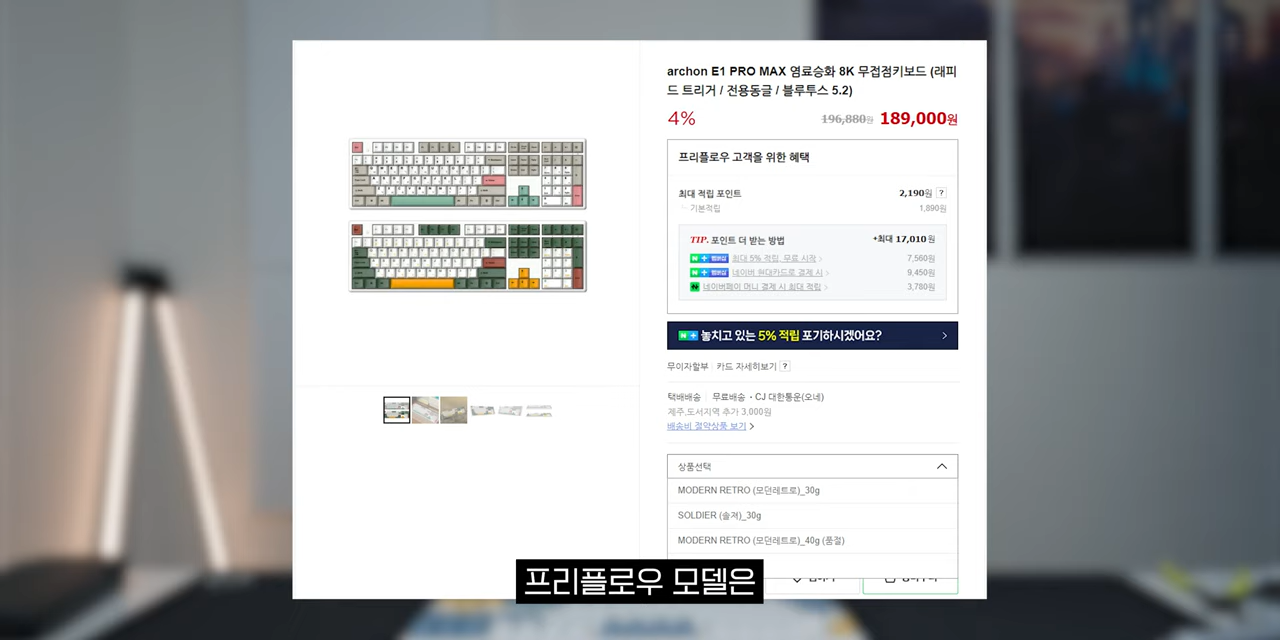 archon E1 PRO MAX 염료승화 8K 무접점키보드 (래피
드 트리거 / 전용동글 / 블루투스 5.2)
4% 196,880원 189,000원
프리플로우 고객을 위한 혜택
최대 적립 포인트 2,190원 ?
기본적립 1,890원
TIP. 포인트 더 받는 방법 +최대 17,010원
N+ 멤버십 최대 5% 적립, 무료 시작 > 7,560원
N+ 멤버십 네이버 현대카드로 결제 시 > 9,450원
N 네이버페이 머니 결제 시 최대 적립 > 3,780원
N+ 놓치고 있는 5% 적립 포기하시겠어요? >
무이자할부 카드 자세히보기 ?
택배배송 무료배송 · CJ 대한통운(오네)
제주,도서지역 추가 3,000원
배송비 절약상품 보기 >
상품선택
MODERN RETRO (모던레트로)_30g
SOLDIER (솔져)_30g
MODERN RETRO (모던레트로)_40g (품절)
프리플로우 모델은